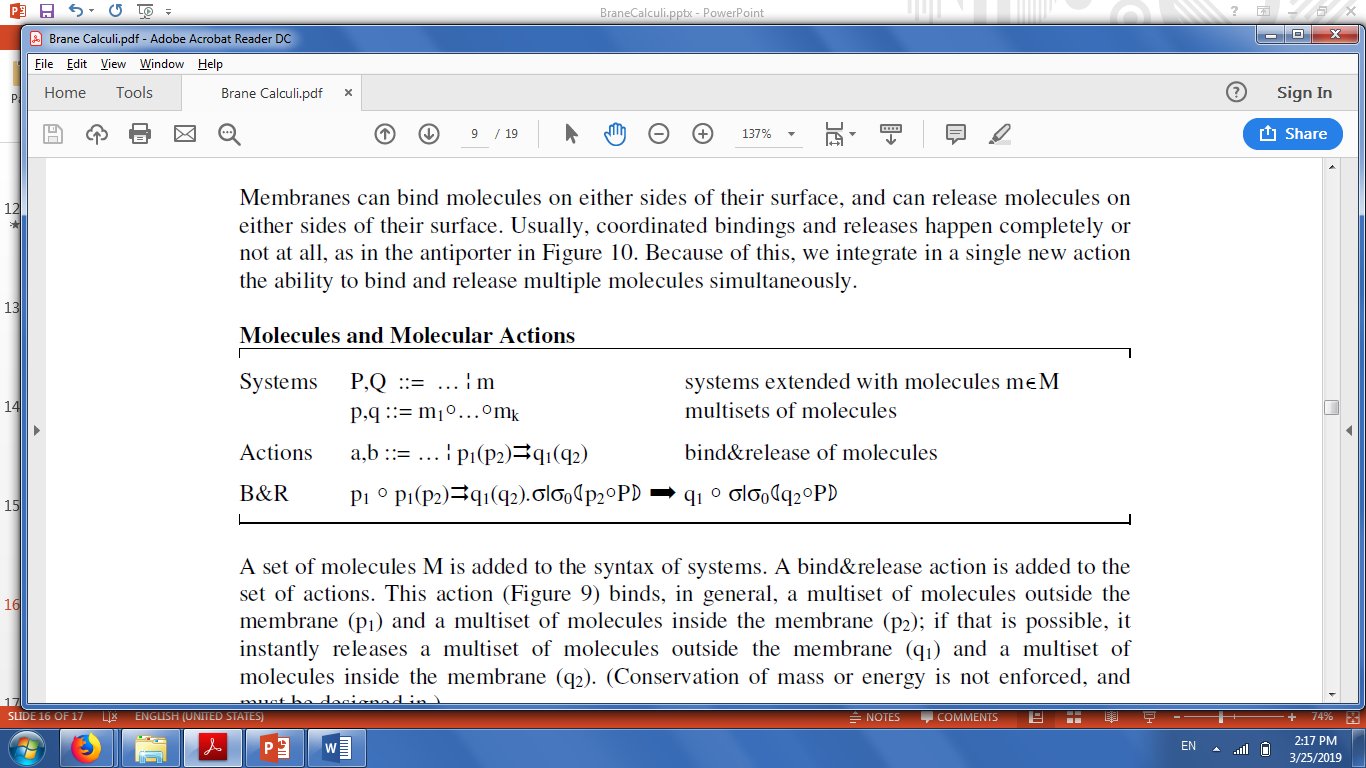 BraneCalculi.pptx - PowerPoint
Brane Calculi.pdf - Adobe Acrobat Reader DC
File Edit View Window Help
Home Tools Brane Calculi.pdf × Sign In
9 / 19 137% Share
Membranes can bind molecules on either sides of their surface, and can release molecules on
either sides of their surface. Usually, coordinated bindings and releases happen completely or
not at all, as in the antiporter in Figure 10. Because of this, we integrate in a single new action
the ability to bind and release multiple molecules simultaneously.
Molecules and Molecular Actions
Systems P,Q ::= … ¦ m systems extended with molecules m∊M
p,q ::= m₁∘…∘mₖ multisets of molecules
Actions a,b ::= … ¦ p₁(p₂)⇉q₁(q₂) bind&release of molecules
B&R p₁ ∘ p₁(p₂)⇉q₁(q₂).σ|σ₀⦇p₂∘P⦈ ➡ q₁ ∘ σ|σ₀⦇q₂∘P⦈
A set of molecules M is added to the syntax of systems. A bind&release action is added to the
set of actions. This action (Figure 9) binds, in general, a multiset of molecules outside the
membrane (p₁) and a multiset of molecules inside the membrane (p₂); if that is possible, it
instantly releases a multiset of molecules outside the membrane (q₁) and a multiset of
molecules inside the membrane (q₂). (Conservation of mass or energy is not enforced, and
must be designed in.)
12
13
14
15
16
17
SLIDE 16 OF 17 ENGLISH (UNITED STATES) NOTES COMMENTS 74%
EN 2:17 PM
3/25/2019